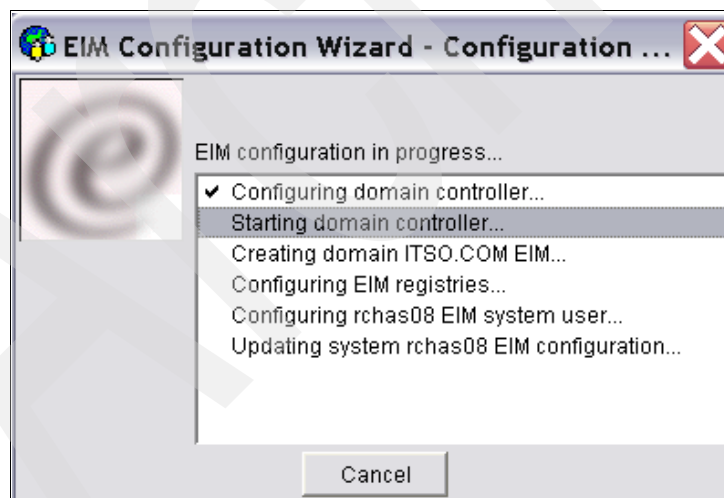 EIM Configuration Wizard - Configuration ...
EIM configuration in progress...
✔ Configuring domain controller...
Starting domain controller...
Creating domain ITSO.COM EIM...
Configuring EIM registries...
Configuring rchas08 EIM system user...
Updating system rchas08 EIM configuration...
Cancel